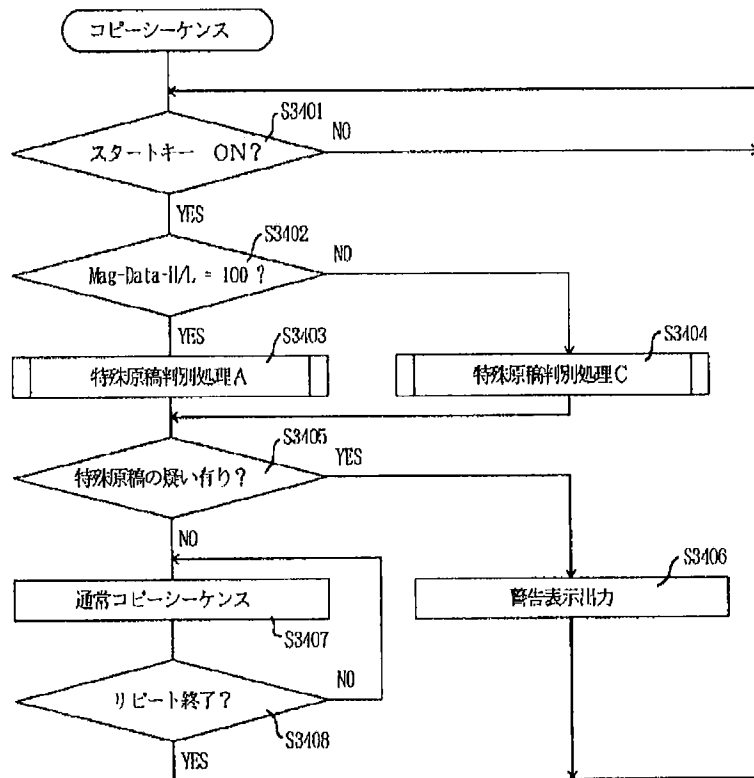 コピーシーケンス
S3401
スタートキー ON?
NO
YES
S3402
Mag-Data-H/L = 100 ?
NO
YES
S3403
特殊原稿判別処理A
S3404
特殊原稿判別処理C
S3405
特殊原稿の疑い有り?
YES
NO
通常コピーシーケンス
S3407
S3406
警告表示出力
リピート終了?
NO
S3408
YES